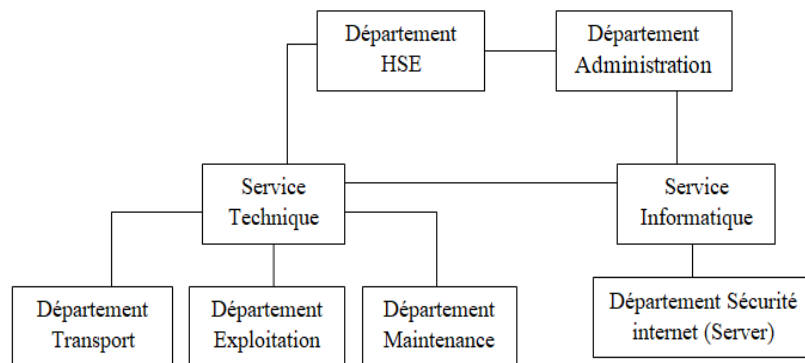 Département
HSE
Département
Administration
Service
Technique
Service
Informatique
Département
Transport
Département
Exploitation
Département
Maintenance
Département Sécurité
internet (Server)